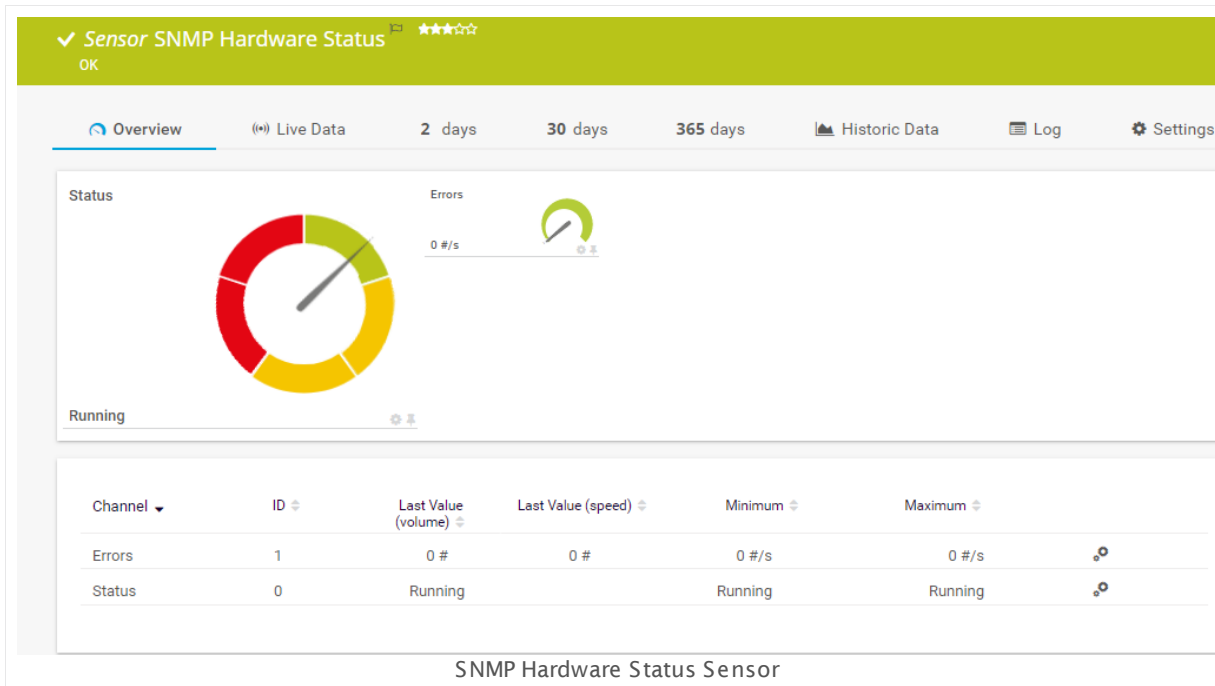 Sensor SNMP Hardware Status
OK
Overview Live Data 2 days 30 days 365 days Historic Data Log Settings
Status
Errors
0 #/s
Running
Channel ID Last Value (volume) Last Value (speed) Minimum Maximum
Errors 1 0 # 0 # 0 #/s 0 #/s
Status 0 Running Running Running
SNMP Hardware Status Sensor